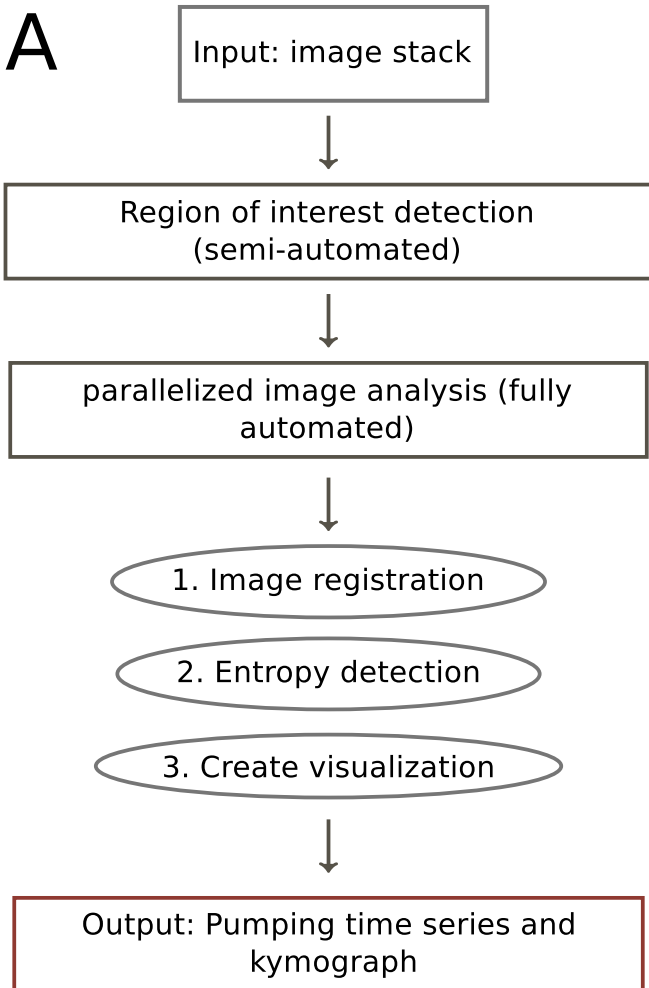 A
Input: image stack
Region of interest detection
(semi-automated)
parallelized image analysis (fully
automated)
1. Image registration
2. Entropy detection
3. Create visualization
Output: Pumping time series and
kymograph